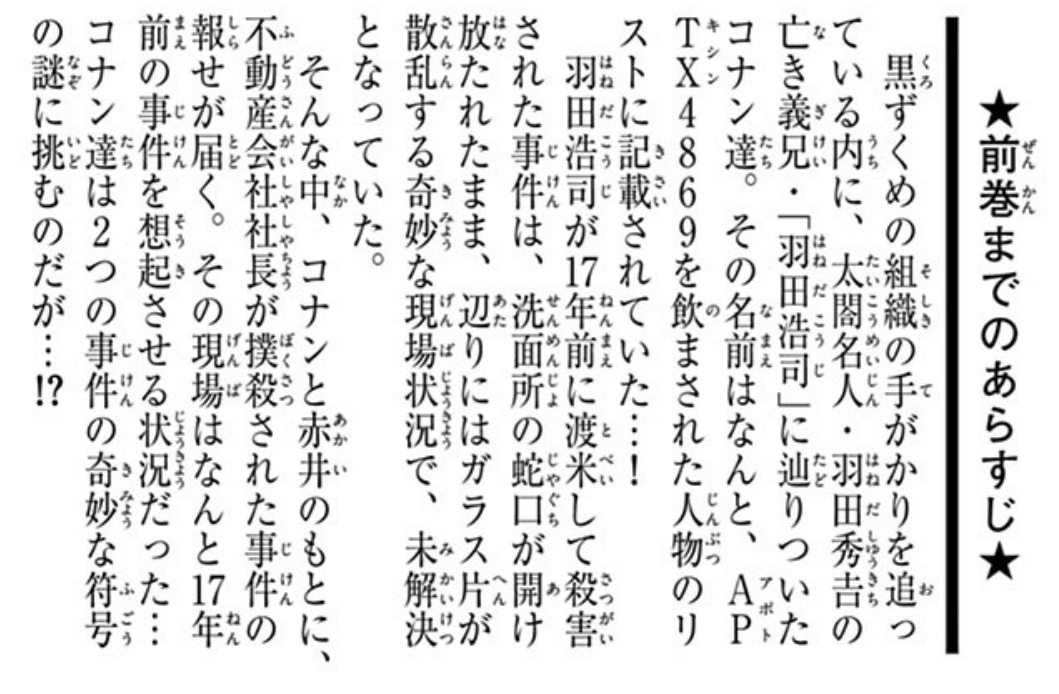 ★前巻までのあらすじ★
黒ずくめの組織の手がかりを追っ
ている内に、太閤名人・羽田秀𠮷の
亡き義兄・「羽田浩司」に辿りついた
コナン達。その名前はなんと、AP
TX4869を飲まされた人物のリ
ストに記載されていた…!
羽田浩司が17年前に渡米して殺害
された事件は、洗面所の蛇口が開け
放たれたまま、辺りにはガラス片が
散乱する奇妙な現場状況で、未解決
となっていた。
そんな中、コナンと赤井のもとに、
不動産会社社長が撲殺された事件の
報せが届く。その現場はなんと17年
前の事件を想起させる状況だった…
コナン達は2つの事件の奇妙な符号
の謎に挑むのだが…!?